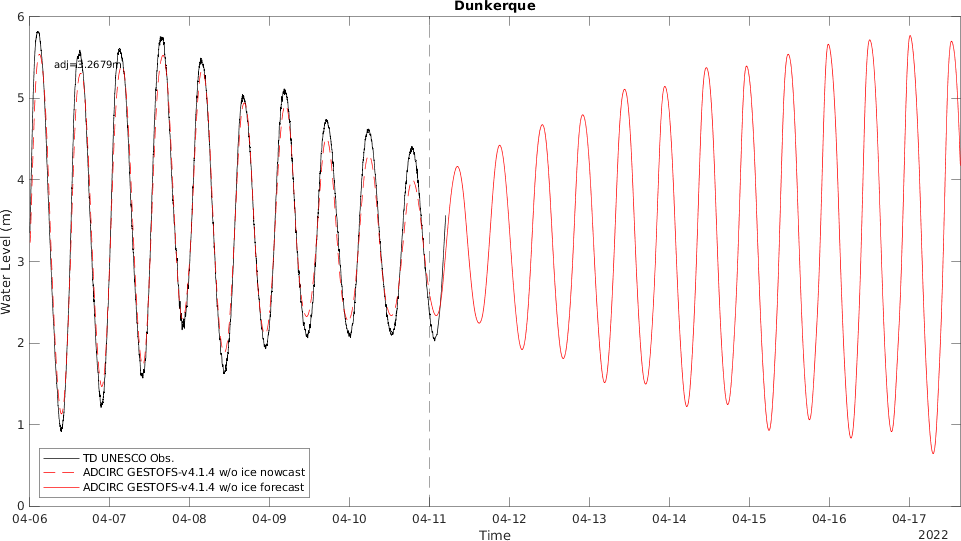 Dunkerque
6
5
4
3
2
1
0
Water Level (m)
adj=3.2679m
TD UNESCO Obs.
ADCIRC GESTOFS-v4.1.4 w/o ice nowcast
ADCIRC GESTOFS-v4.1.4 w/o ice forecast
04-06 04-07 04-08 04-09 04-10 04-11 04-12 04-13 04-14 04-15 04-16 04-17
Time
2022